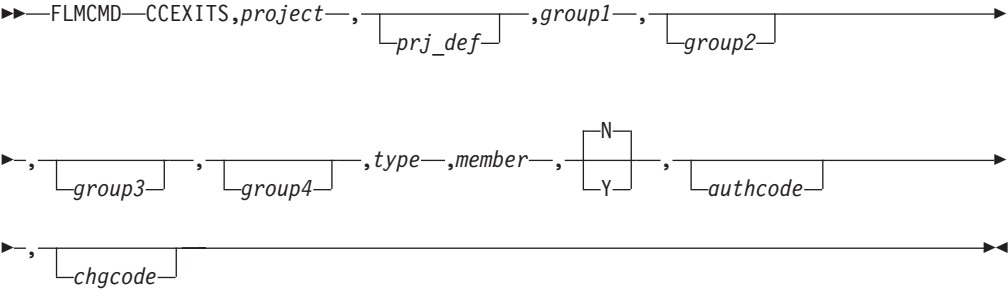 FLMCMD CCEXITS,project , ,group1 ,
prj_def group2
, , ,type ,member , N ,
group3 group4 Y authcode
,
chgcode